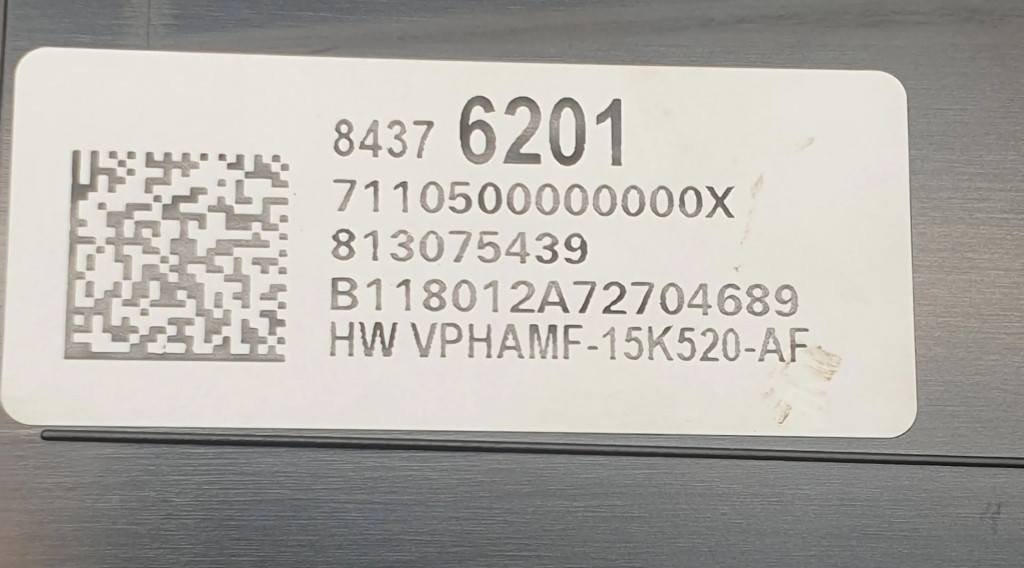 8437 6201
7110500000000X
813075439
B118012A72704689
HW VPHAMF-15K520-AF